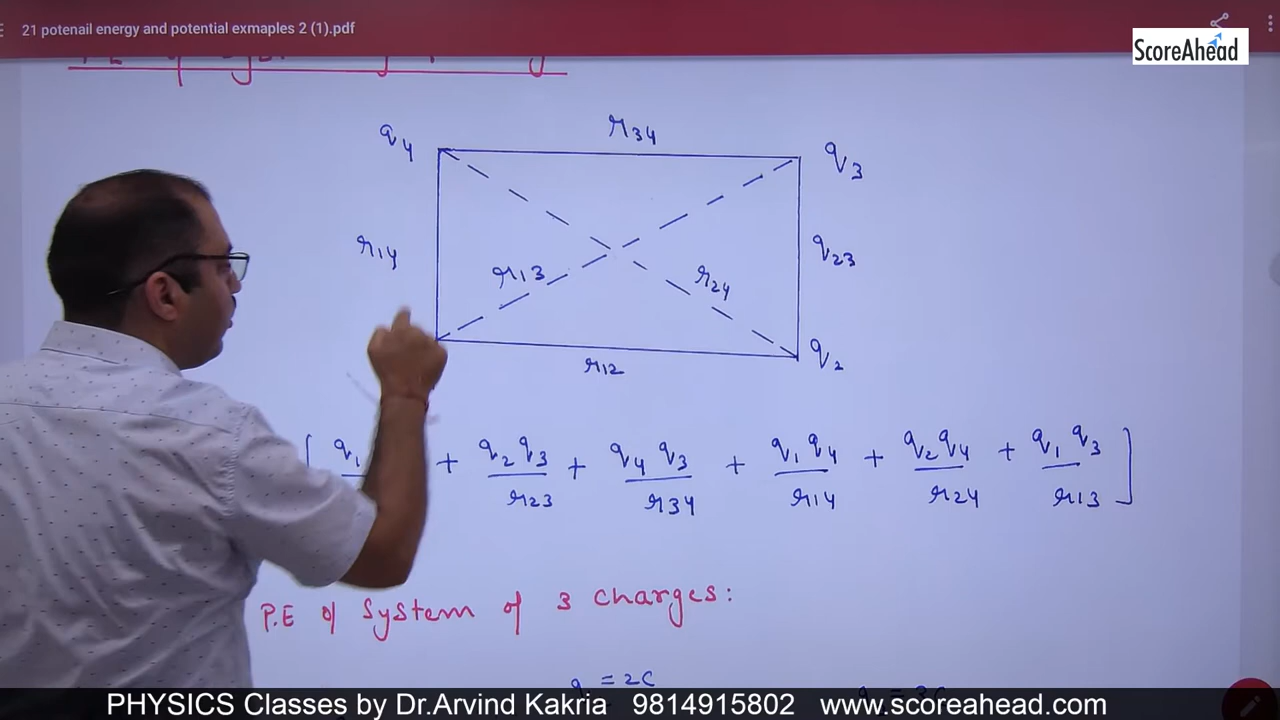 21 potenail energy and potential exmaples 2 (1).pdf
ScoreAhead
r34
q4
q3
r14
r13
r24
q23
q2
r12
[ q1 + q2 q3 / r23 + q4 q3 / r34 + q1 q4 / r14 + q2 q4 / r24 + q1 q3 / r13 ]
P.E of System of 3 charges:
q = 2C
PHYSICS Classes by Dr.Arvind Kakria 9814915802 www.scoreahead.com